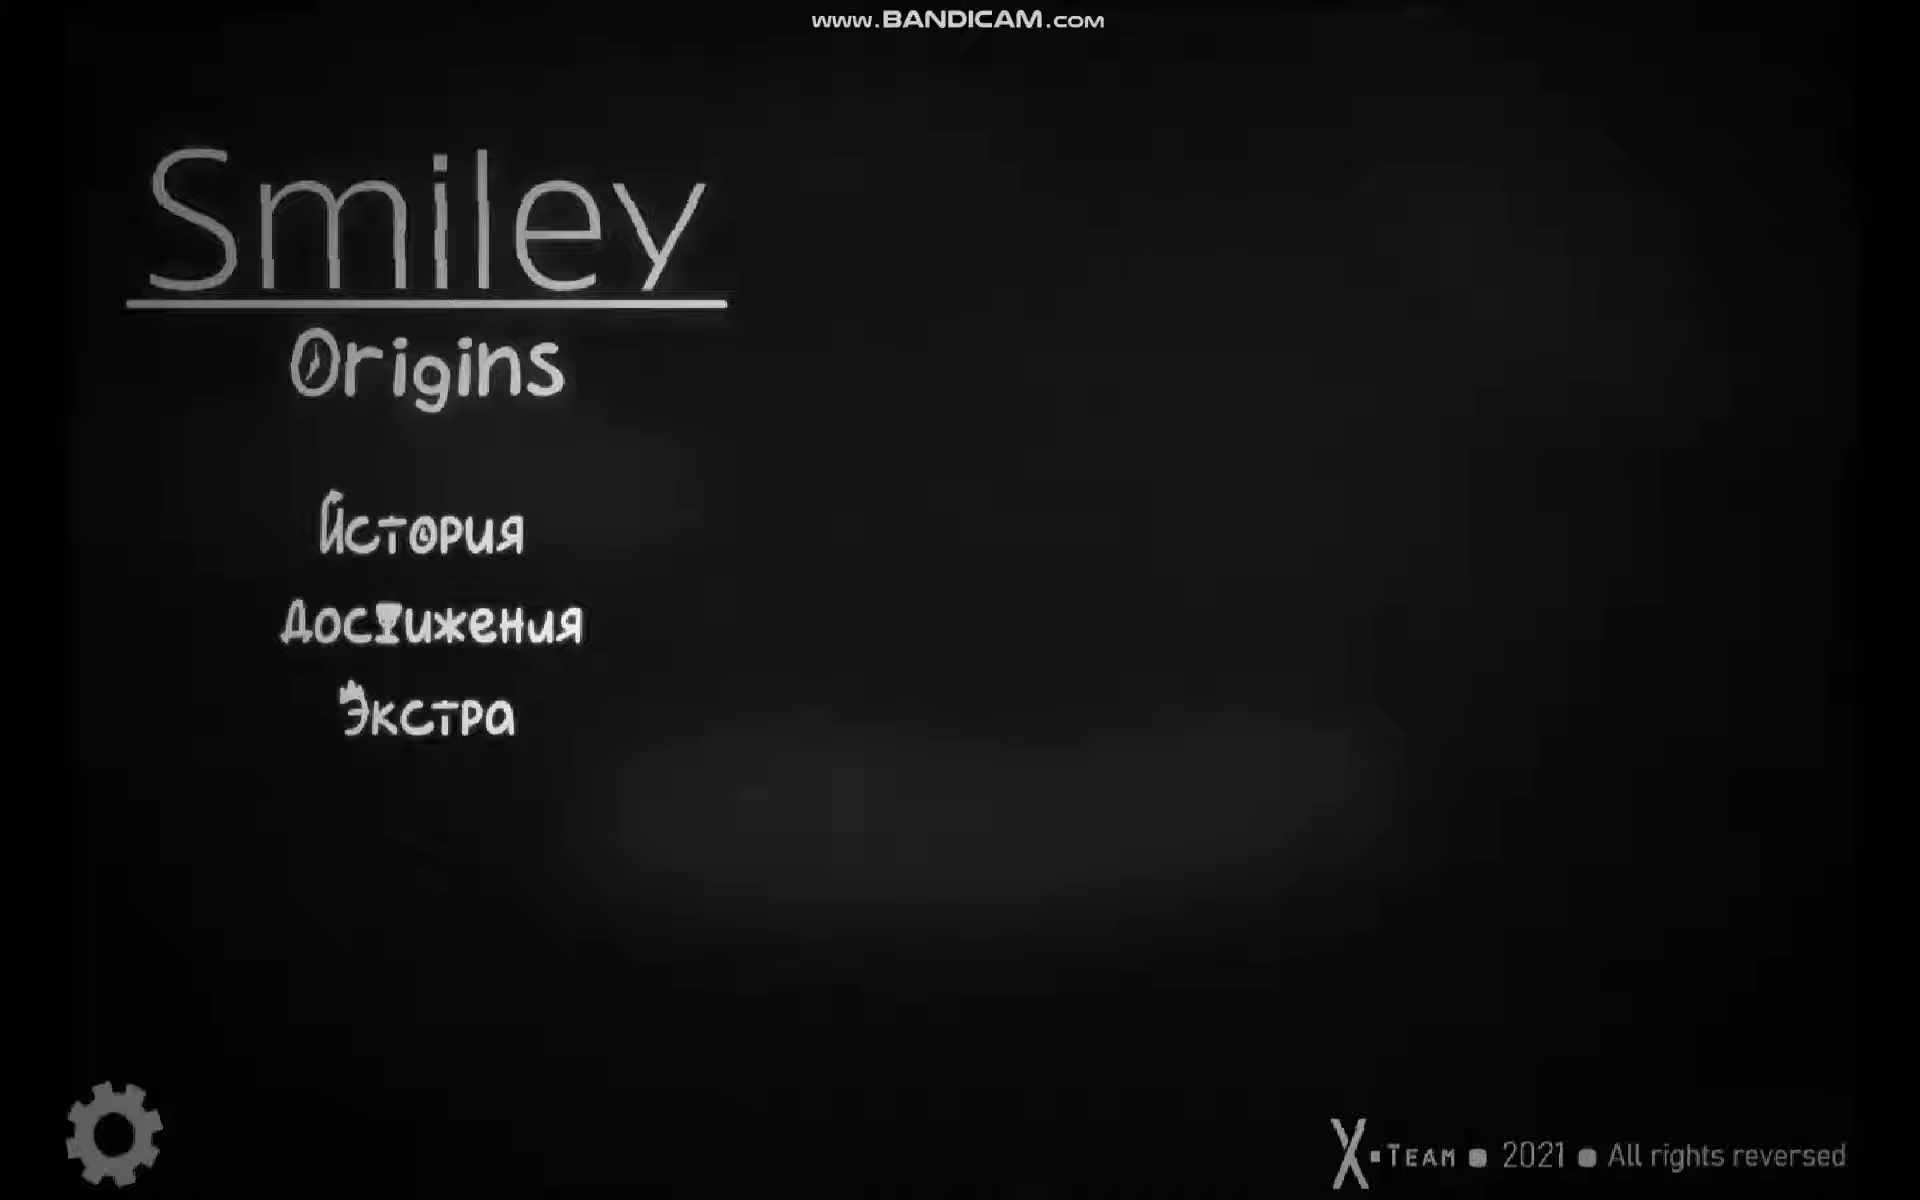 www.BANDICAM.com
Smiley
Origins
История
Достижения
Экстра
X-Team • 2021 • All rights reversed